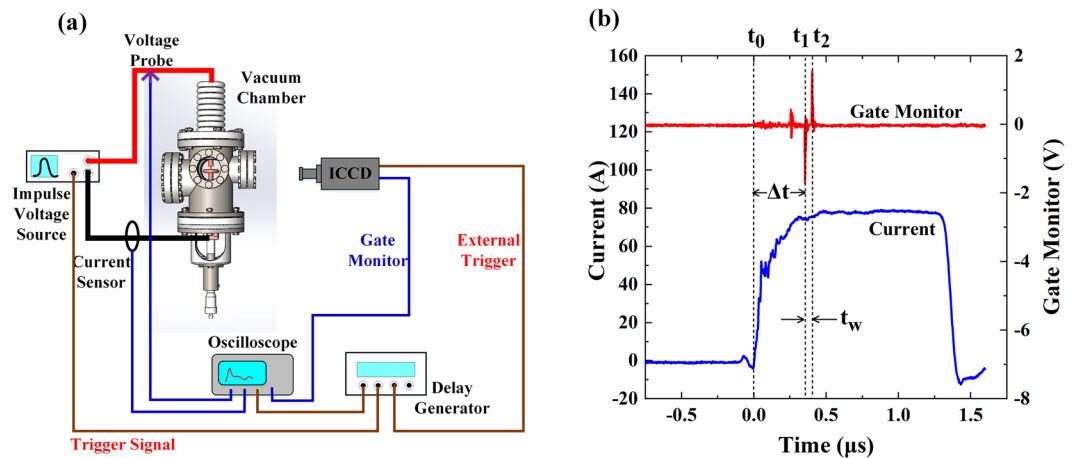 (a)
Voltage
Probe
Vacuum
Chamber
Impulse
Voltage
Source
Current
Sensor
ICCD
Gate
Monitor
External
Trigger
Oscilloscope
Delay
Generator
Trigger Signal
(b)
t0 t1 t2
160
140
120
100
80
60
40
20
0
-20
Current (A)
2
0
-2
-4
-6
-8
Gate Monitor (V)
Gate Monitor
Δt
Current
tw
-0.5 0.0 0.5 1.0 1.5
Time (μs)